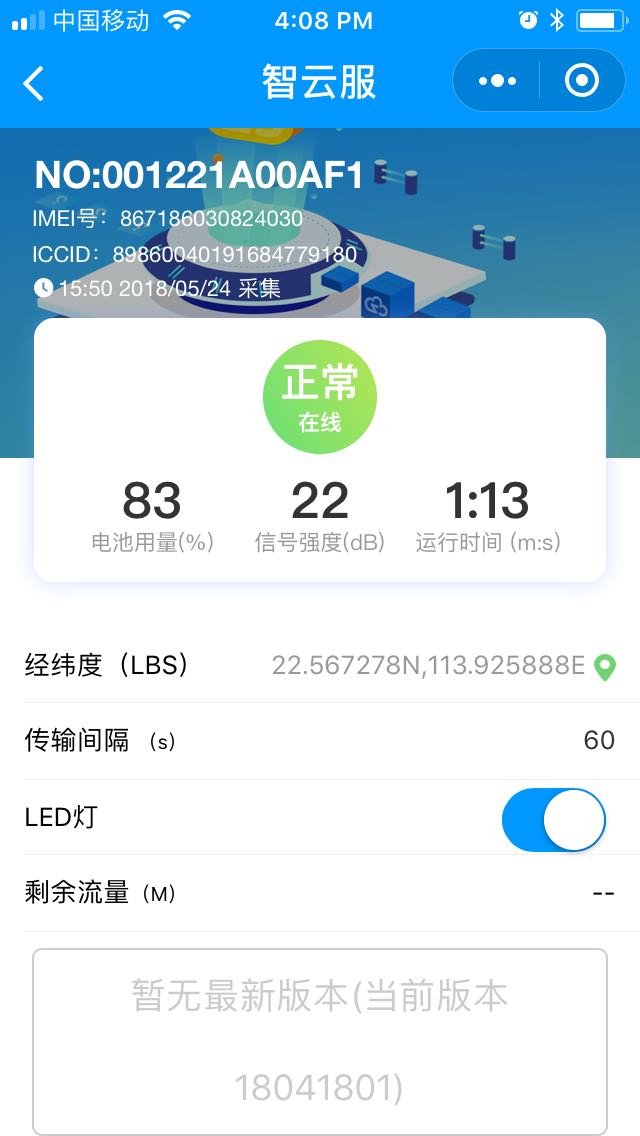 中国移动 4:08 PM
智云服
NO:001221A00AF1
IMEI号：867186030824030
ICCID：89860040191684779180
15:50 2018/05/24 采集
正常
在线
83 22 1:13
电池用量(%) 信号强度(dB) 运行时间 (m:s)
经纬度（LBS） 22.567278N,113.925888E
传输间隔（s） 60
LED灯
剩余流量（M） --
暂无最新版本(当前版本
18041801)